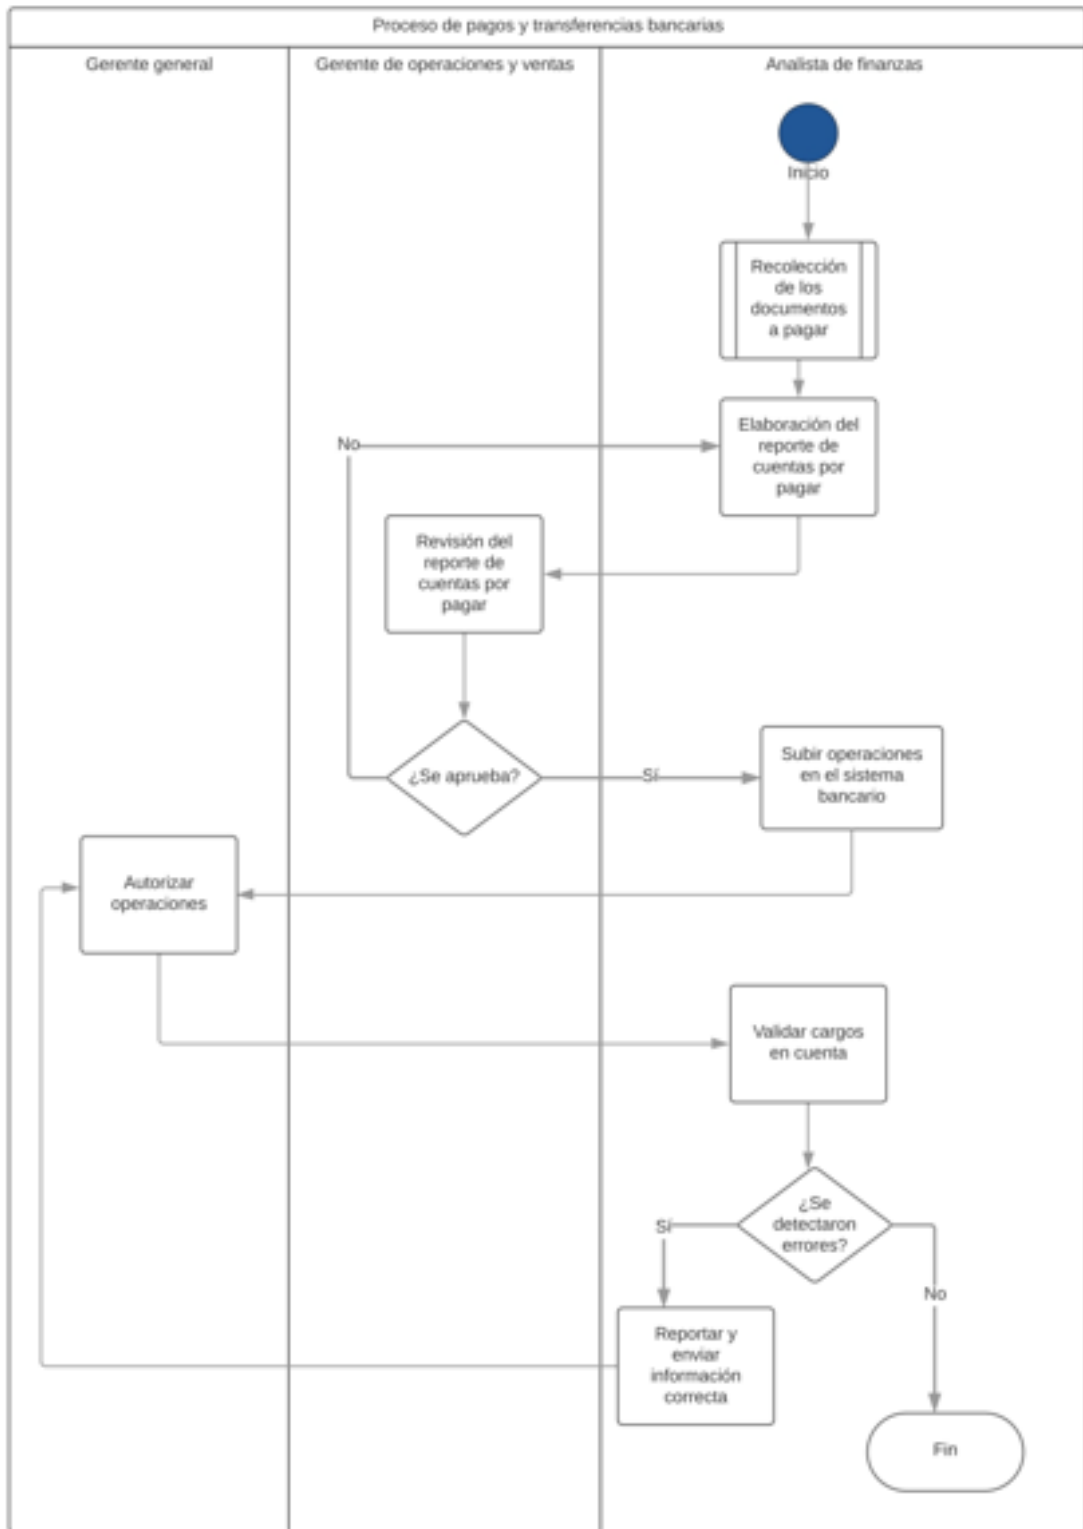 Proceso de pagos y transferencias bancarias
Gerente general
Gerente de operaciones y ventas
Analista de finanzas
Inicio
Recolección
de los
documentos
a pagar
Elaboración del
reporte de
cuentas por
pagar
No
Revisión del
reporte de
cuentas por
pagar
¿Se aprueba?
Sí
Subir operaciones
en el sistema
bancario
Autorizar
operaciones
Validar cargos
en cuenta
¿Se
detectaron
errores?
Sí
No
Reportar y
enviar
información
correcta
Fin